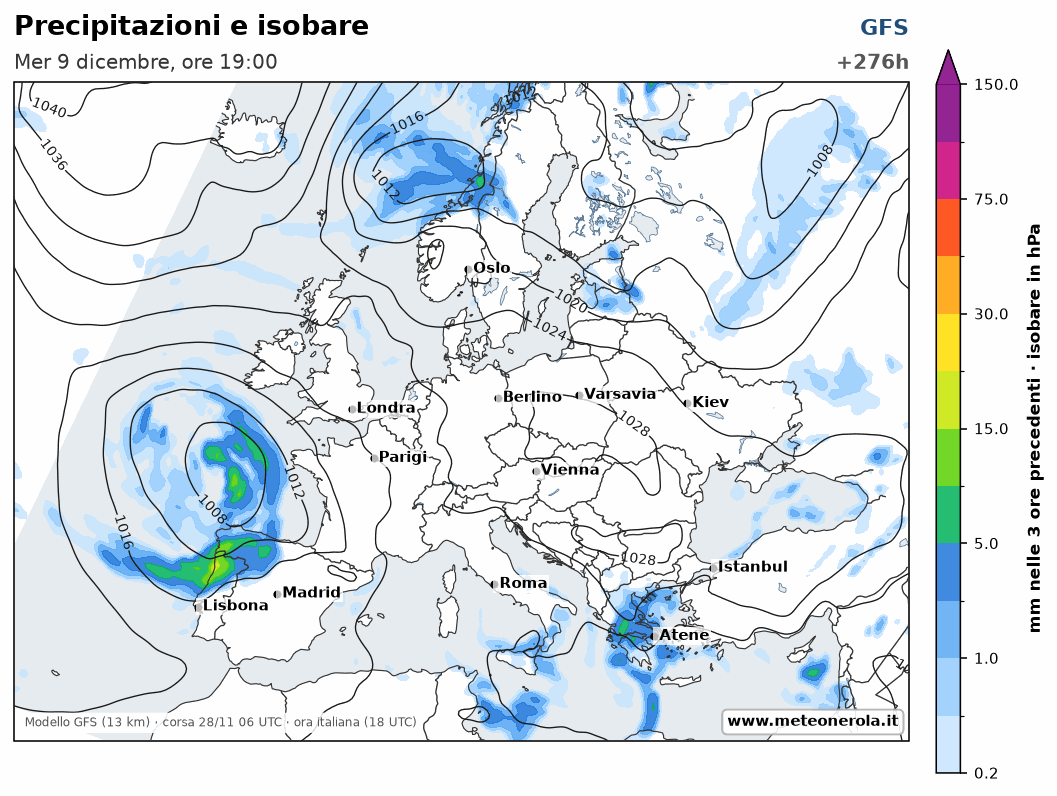 Precipitazioni e isobare
GFS
Mer 9 dicembre, ore 19:00
+276h
1040
1036
1016
1012
1012
1008
Oslo
1020
1024
Londra
Berlino
Varsavia
Kiev
1028
Parigi
Vienna
1012
1008
1016
1028
Istanbul
Madrid
Lisbona
Roma
Atene
Modello GFS (13 km) · corsa 28/11 06 UTC · ora italiana (18 UTC)
www.meteonerola.it
150.0
75.0
30.0
15.0
5.0
1.0
0.2
mm nelle 3 ore precedenti · isobare in hPa